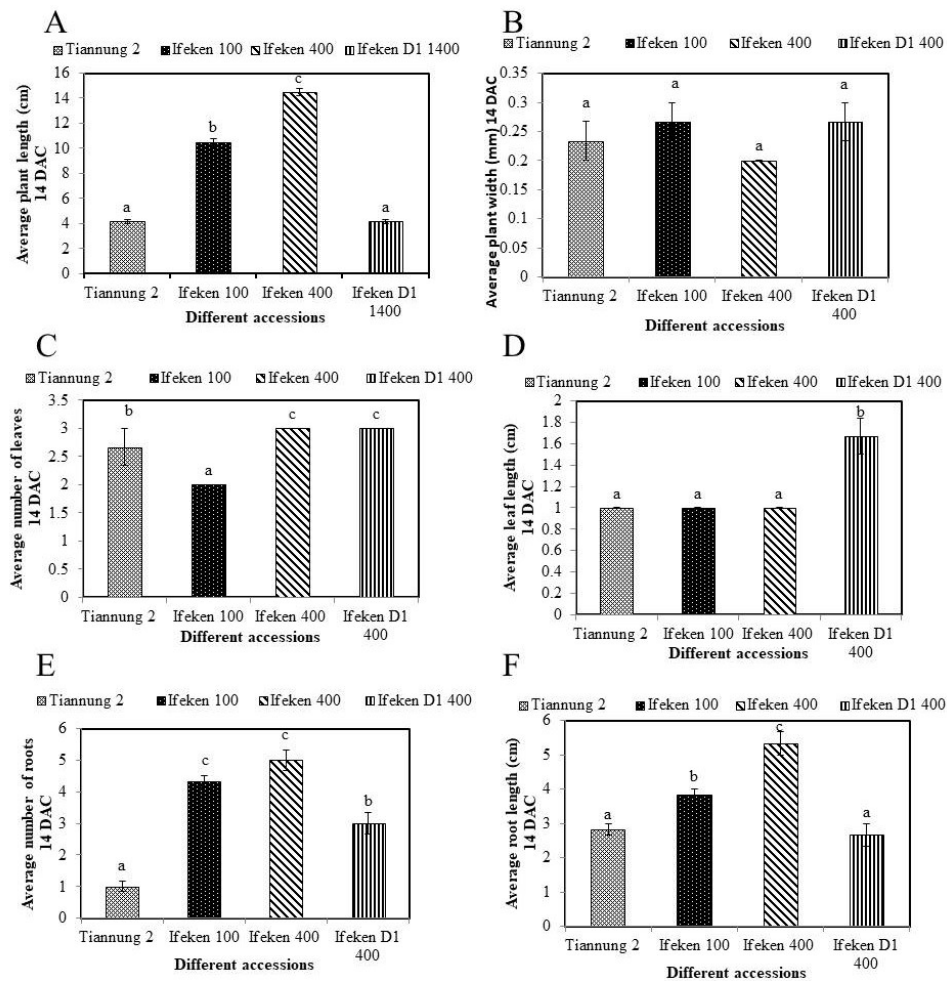 A
Tiannung 2 Ifeken 100 Ifeken 400 Ifeken D1 1400
Average plant length (cm)
14 DAC
16
14
12
10
8
6
4
2
0
a
b
c
a
Tiannung 2 Ifeken 100 Ifeken 400 Ifeken D1
1400
Different accessions
B
Tiannung 2 Ifeken 100 Ifeken 400 Ifeken D1 400
Average plant width (mm) 14 DAC
0.35
0.3
0.25
0.2
0.15
0.1
0.05
0
a
a
a
a
Tiannung 2 Ifeken 100 Ifeken 400 Ifeken D1
400
Different accessions
C
Tiannung 2 Ifeken 100 Ifeken 400 Ifeken D1 400
Average number of leaves
14 DAC
3.5
3
2.5
2
1.5
1
0.5
0
b
a
c
c
Tiannung 2 Ifeken 100 Ifeken 400 Ifeken D1
400
Different accessions
D
Tiannung 2 Ifeken 100 Ifeken 400 Ifeken D1 400
Average leaf length (cm)
14 DAC
2
1.8
1.6
1.4
1.2
1
0.8
0.6
0.4
0.2
0
a
a
a
b
Tiannung 2 Ifeken 100 Ifeken 400 Ifeken D1
400
Different accessions
E
Tiannung 2 Ifeken 100 Ifeken 400 Ifeken D1 400
Average number of roots
14 DAC
6
5
4
3
2
1
0
a
c
c
b
Tiannung 2 Ifeken 100 Ifeken 400 Ifeken D1
400
Different accessions
F
Tiannung 2 Ifeken 100 Ifeken 400 Ifeken D1 400
Average root length (cm)
14 DAC
6
5
4
3
2
1
0
a
b
c
a
Tiannung 2 Ifeken 100 Ifeken 400 Ifeken D1
400
Different accessions